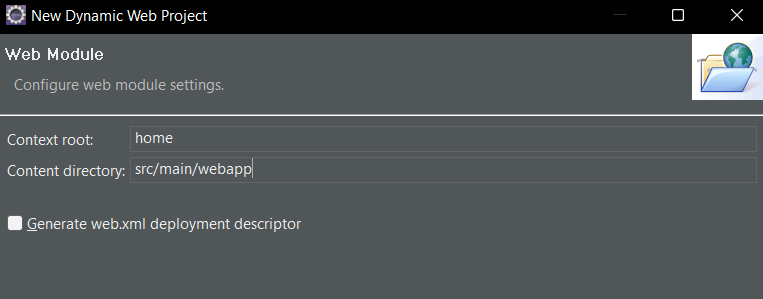 New Dynamic Web Project
Web Module
Configure web module settings.
Context root: home
Content directory: src/main/webapp
Generate web.xml deployment descriptor